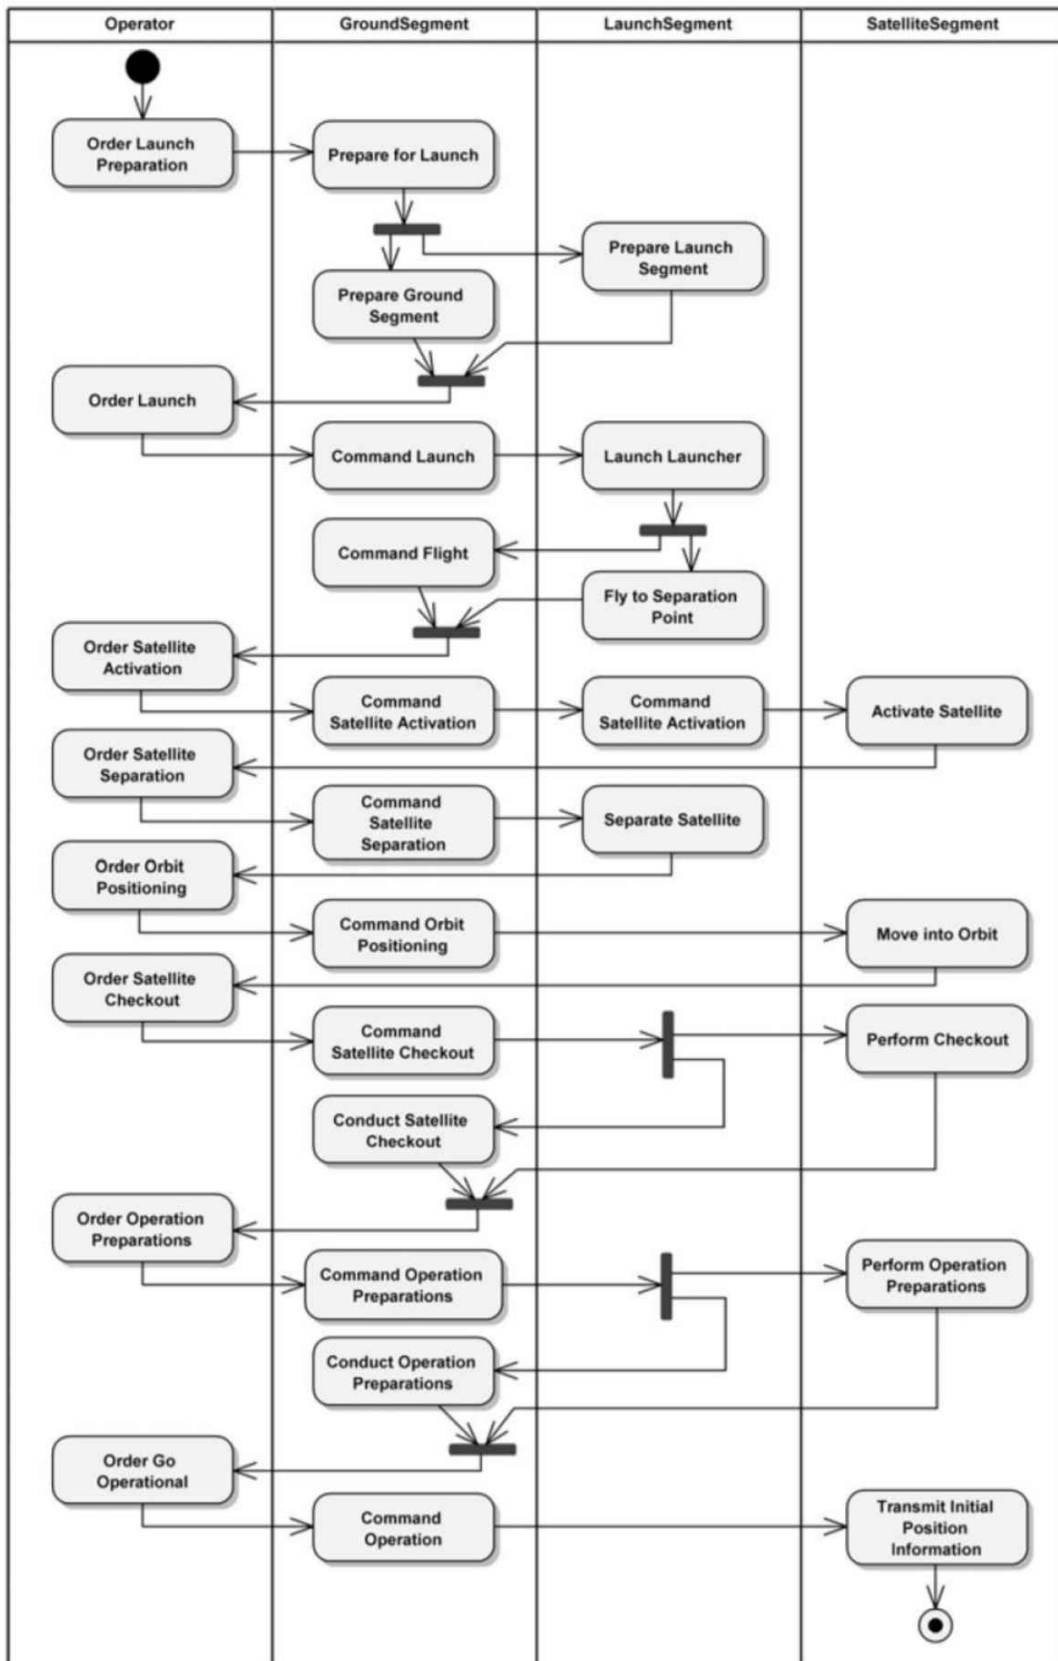 Operator
GroundSegment
LaunchSegment
SatelliteSegment
Order Launch
Preparation
Prepare for Launch
Prepare Launch
Segment
Prepare Ground
Segment
Order Launch
Command Launch
Launch Launcher
Command Flight
Fly to Separation
Point
Order Satellite
Activation
Command
Satellite Activation
Command
Satellite Activation
Activate Satellite
Order Satellite
Separation
Command
Satellite
Separation
Separate Satellite
Order Orbit
Positioning
Command Orbit
Positioning
Move into Orbit
Order Satellite
Checkout
Command
Satellite Checkout
Perform Checkout
Conduct Satellite
Checkout
Order Operation
Preparations
Command Operation
Preparations
Perform Operation
Preparations
Conduct Operation
Preparations
Order Go
Operational
Command
Operation
Transmit Initial
Position
Information